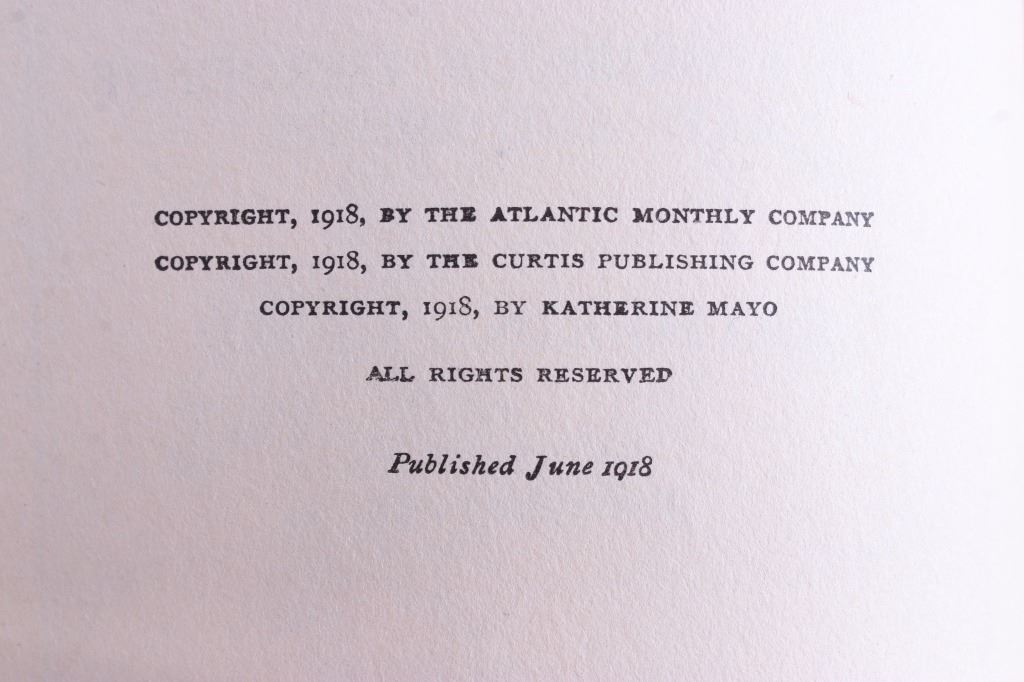 COPYRIGHT, 1918, BY THE ATLANTIC MONTHLY COMPANY
COPYRIGHT, 1918, BY THE CURTIS PUBLISHING COMPANY
COPYRIGHT, 1918, BY KATHERINE MAYO
ALL RIGHTS RESERVED
Published June 1918